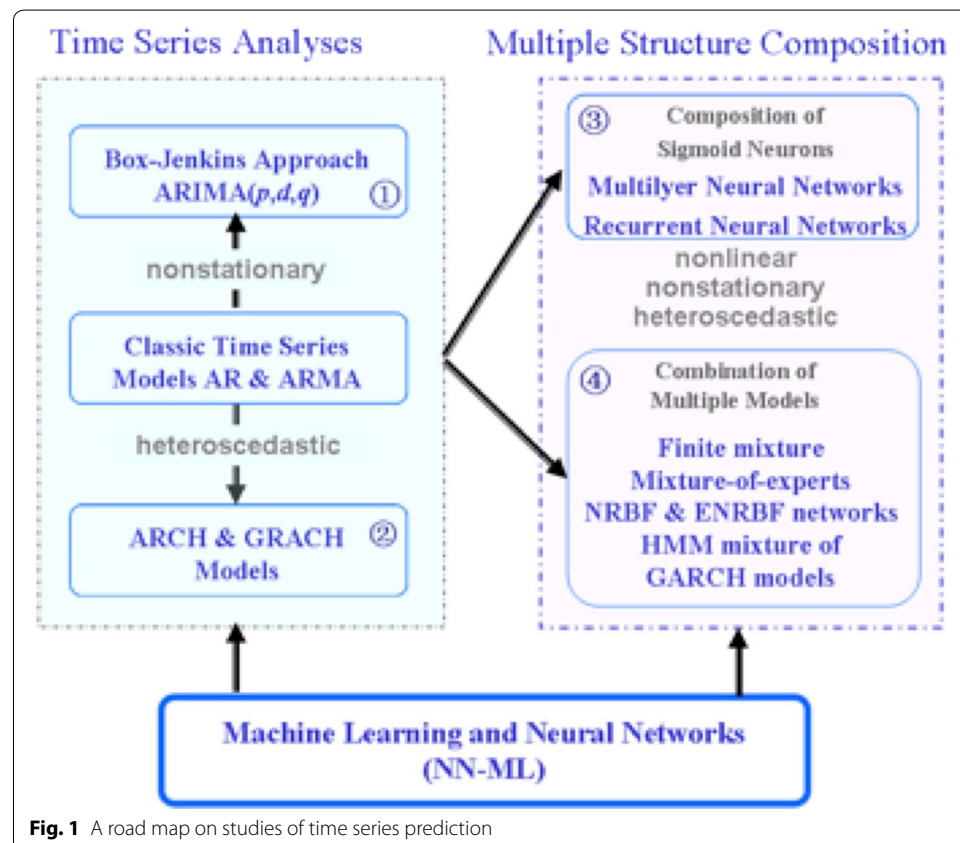 Time Series Analyses
Box-Jenkins Approach
ARIMA(p,d,q) ①
nonstationary
Classic Time Series
Models AR & ARMA
heteroscedastic
ARCH & GRACH ②
Models
Multiple Structure Composition
③ Composition of
Sigmoid Neurons
Multilyer Neural Networks
Recurrent Neural Networks
nonlinear
nonstationary
heteroscedastic
④ Combination of
Multiple Models
Finite mixture
Mixture-of-experts
NRBF & ENRBF networks
HMM mixture of
GARCH models
Machine Learning and Neural Networks
(NN-ML)
Fig. 1 A road map on studies of time series prediction